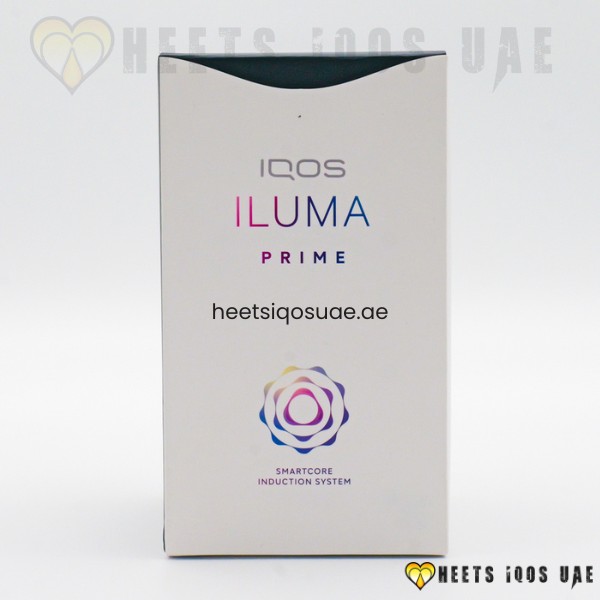 HEETS iQOS UAE
IQOS
ILUMA
PRIME
heetsiqosuae.ae
SMARTCORE
INDUCTION SYSTEM
HEETS iQOS UAE